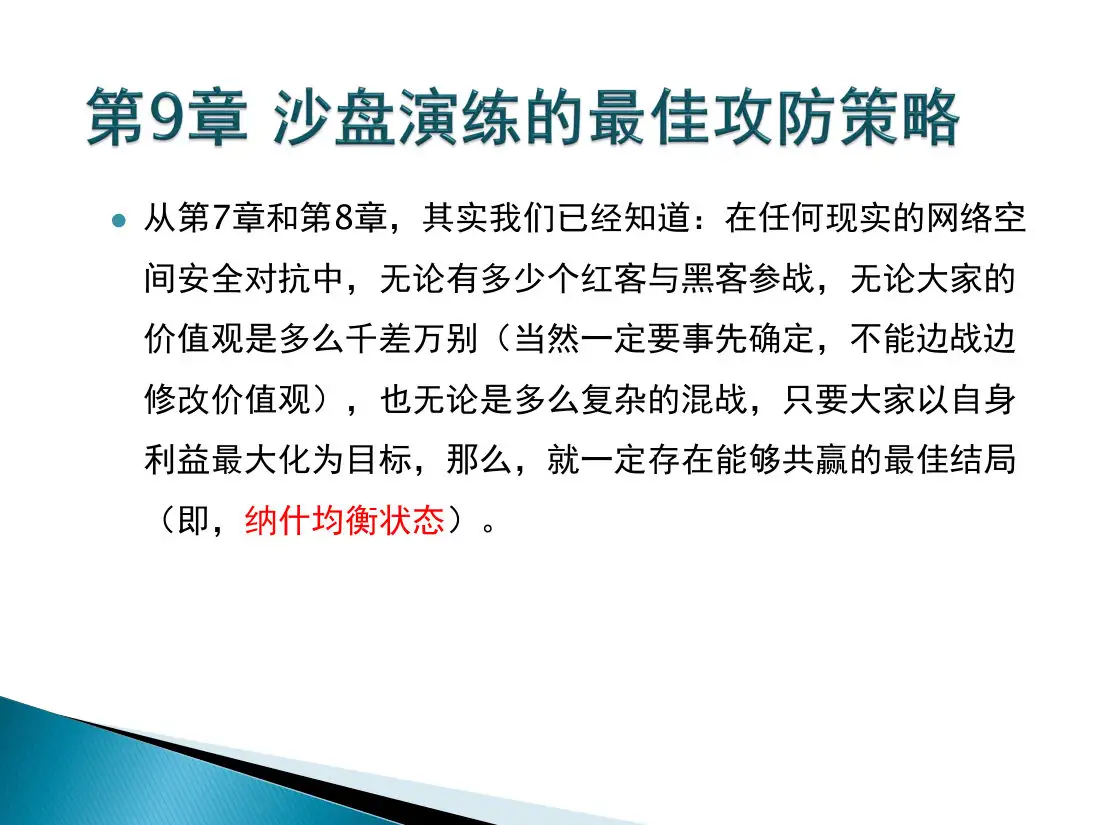 第9章 沙盘演练的最佳攻防策略
从第7章和第8章，其实我们已经知道：在任何现实的网络空
间安全对抗中，无论有多少个红客与黑客参战，无论大家的
价值观是多么千差万别（当然一定要事先确定，不能边战边
修改价值观），也无论是多么复杂的混战，只要大家以自身
利益最大化为目标，那么，就一定存在能够共赢的最佳结局
（即，纳什均衡状态）。